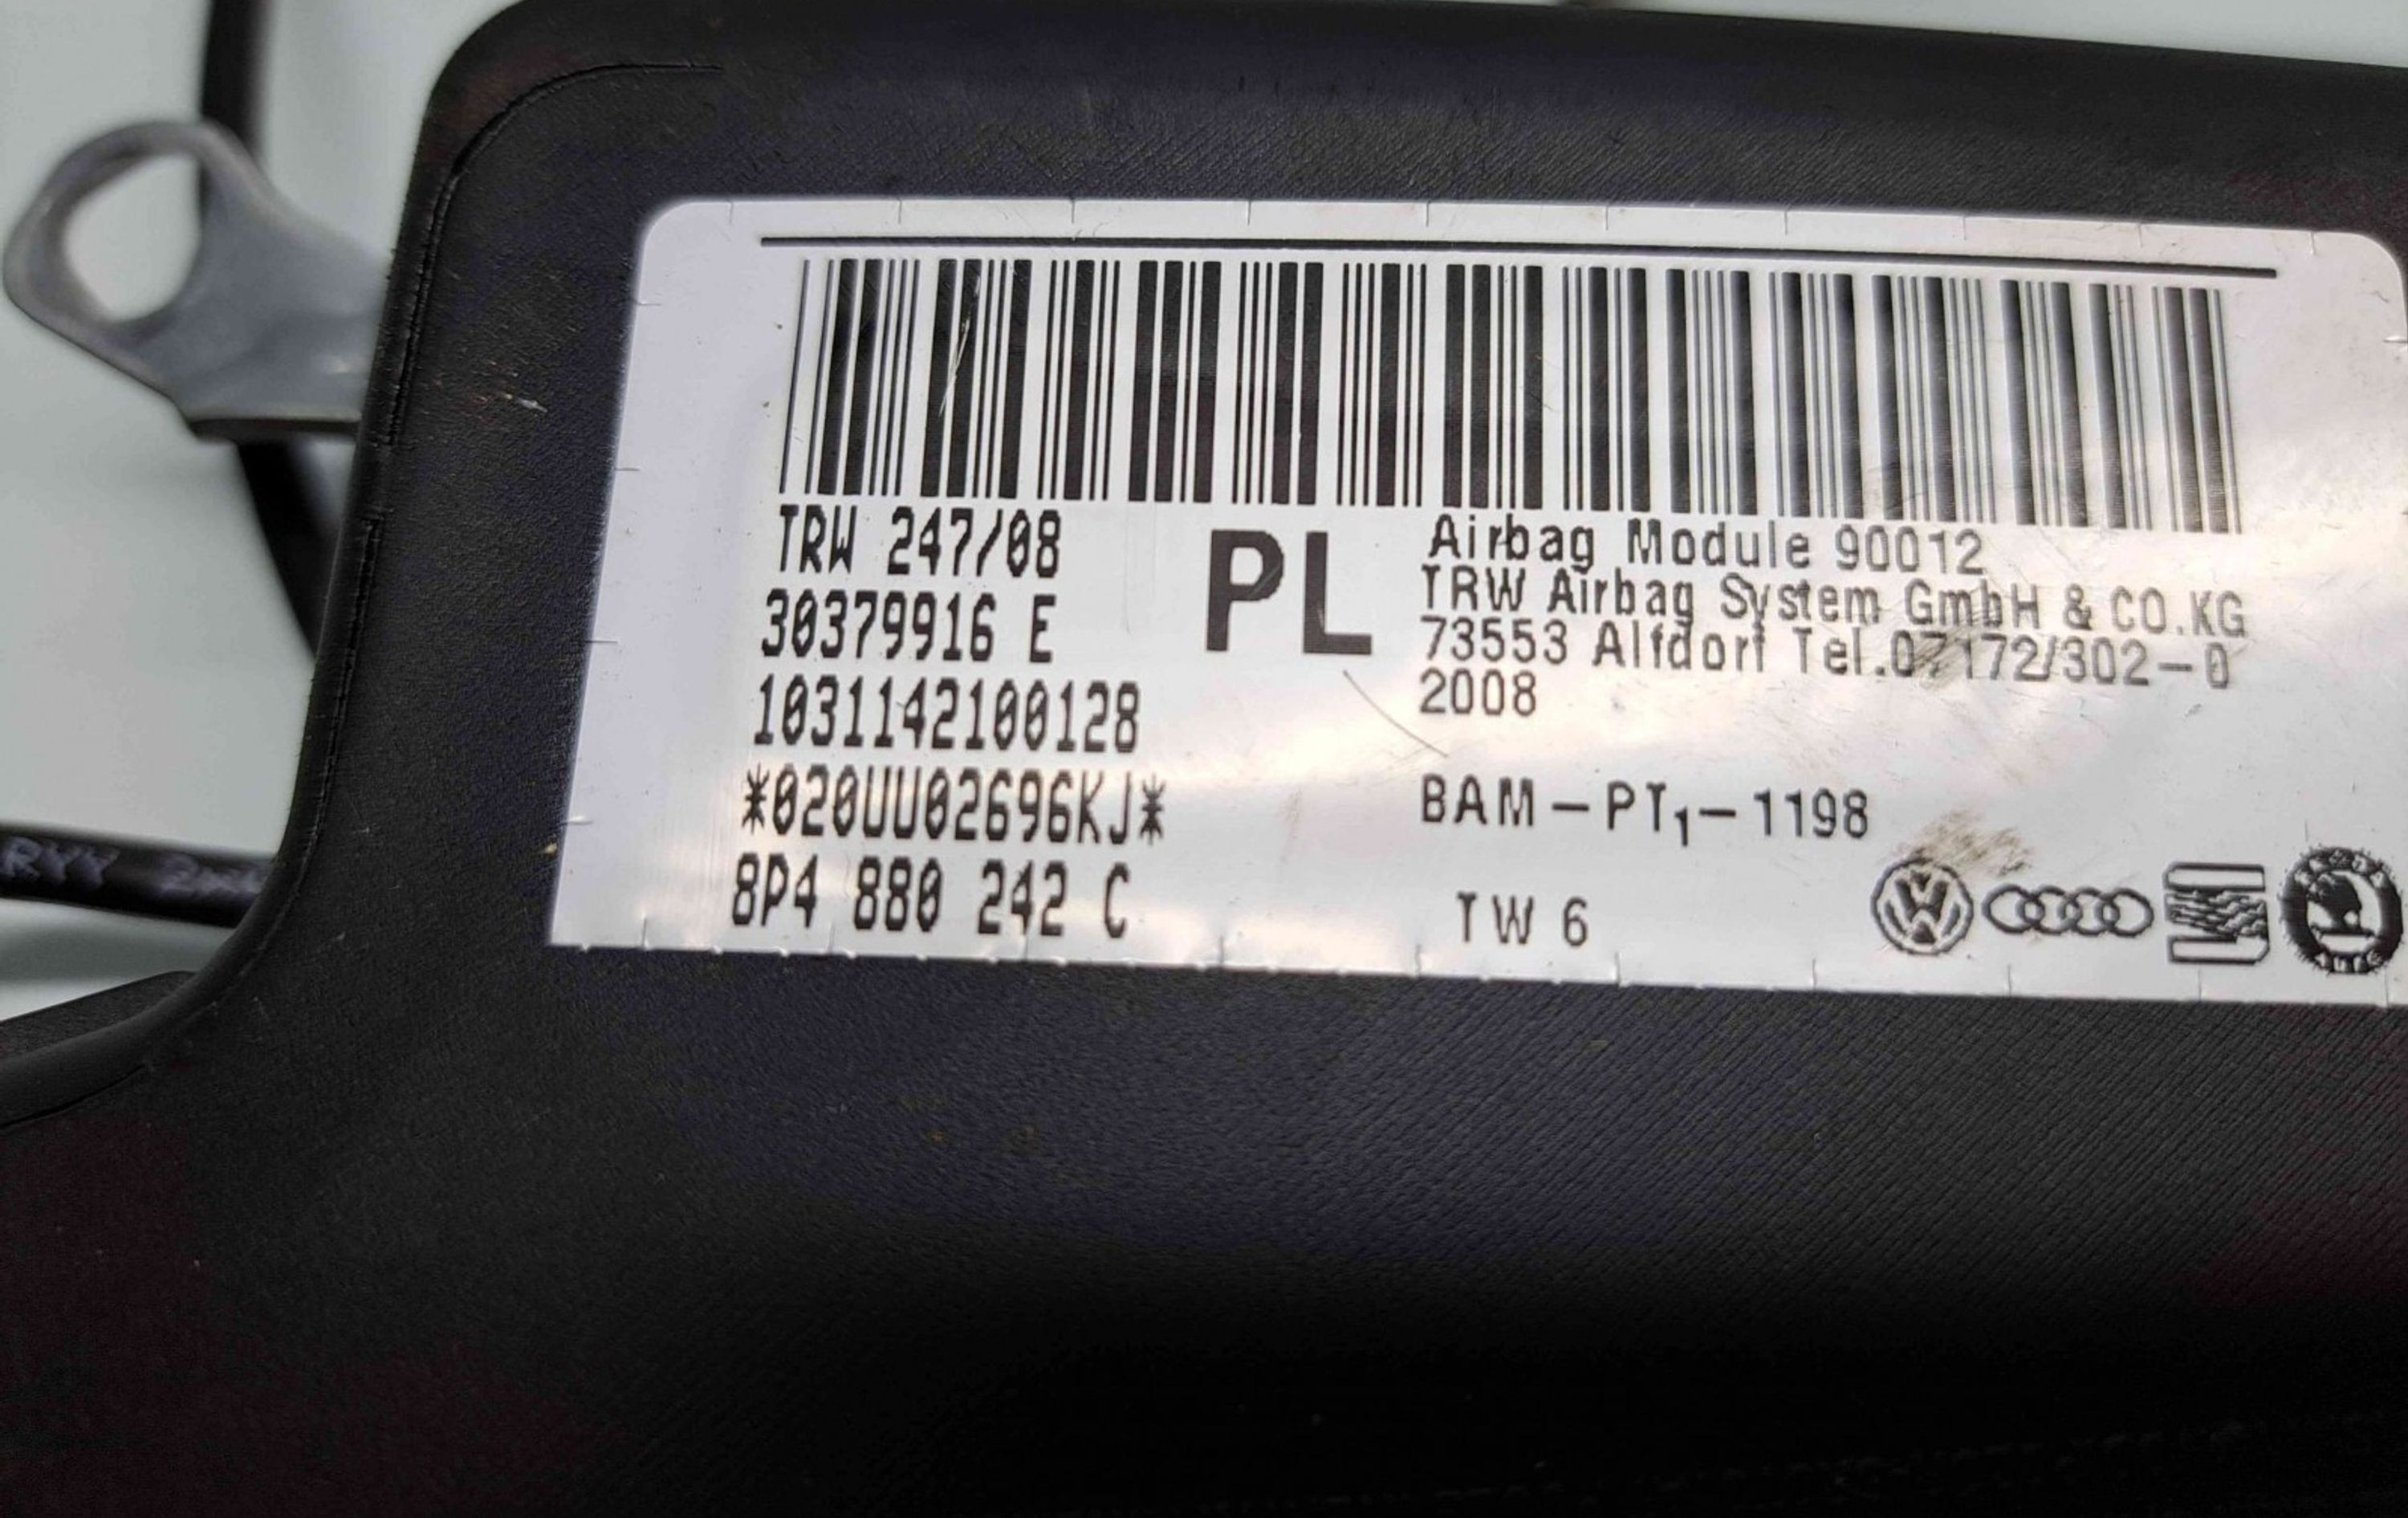 TRW 247/08
30379916 E
1031142100128
*020UU02696KJ*
8P4 880 242 C
PL
Airbag Module 90012
TRW Airbag System GmbH & CO.KG
73553 Alfdorf Tel.07172/302-0
2008
BAM-PT1-1198
TW 6